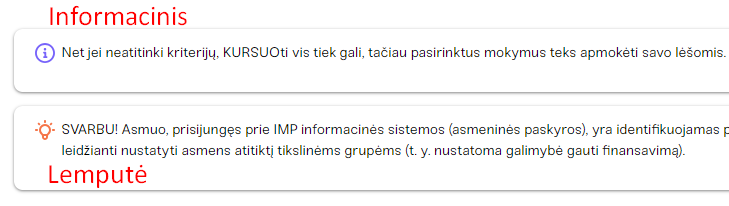 Informacinis
Net jei neatitinki kriterijų, KURSUOti vis tiek gali, tačiau pasirinktus mokymus teks apmokėti savo lėšomis.
SVARBU! Asmuo, prisijungęs prie IMP informacinės sistemos (asmeninės paskyros), yra identifikuojamas
leidžianti nustatyti asmens atitiktį tikslinėms grupėms (t. y. nustatoma galimybė gauti finansavimą).
Lemputė